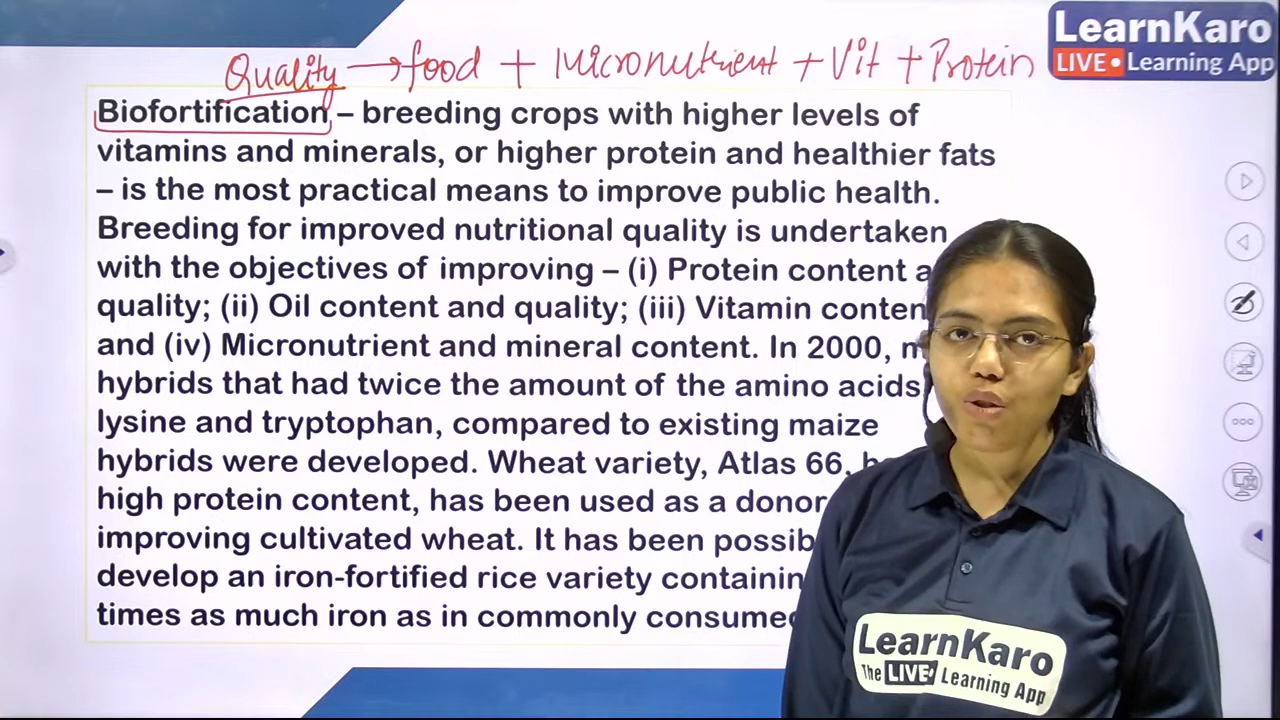 LearnKaro
LIVE • Learning App
Quality → food + Micronutrient + Vit + Protein
Biofortification – breeding crops with higher levels of
vitamins and minerals, or higher protein and healthier fats
– is the most practical means to improve public health.
Breeding for improved nutritional quality is undertaken
with the objectives of improving – (i) Protein content
quality; (ii) Oil content and quality; (iii) Vitamin
and (iv) Micronutrient and mineral content. In 2000,
hybrids that had twice the amount of the amino acids
lysine and tryptophan, compared to existing maize
hybrids were developed. Wheat variety, Atlas 66,
high protein content, has been used as a donor
improving cultivated wheat. It has been
develop an iron-fortified rice variety
times as much iron as in commonly
LearnKaro
The LIVE Learning App